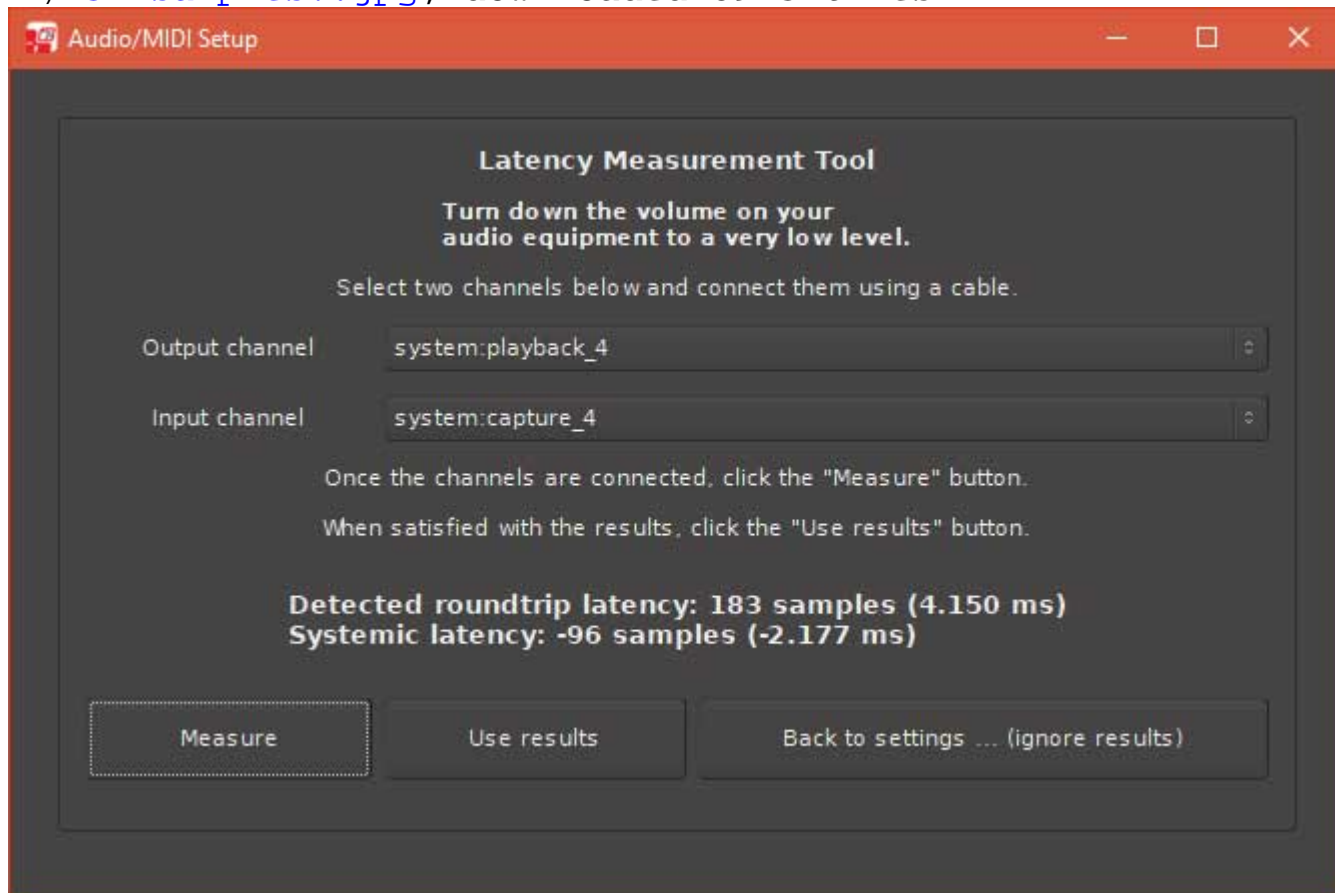 Audio/MIDI Setup
Latency Measurement Tool
Turn down the volume on your
audio equipment to a very low level.
Select two channels below and connect them using a cable.
Output channel system:playback_4
Input channel system:capture_4
Once the channels are connected, click the "Measure" button.
When satisfied with the results, click the "Use results" button.
Detected roundtrip latency: 183 samples (4.150 ms)
Systemic latency: -96 samples (-2.177 ms)
Measure Use results Back to settings ... (ignore results)